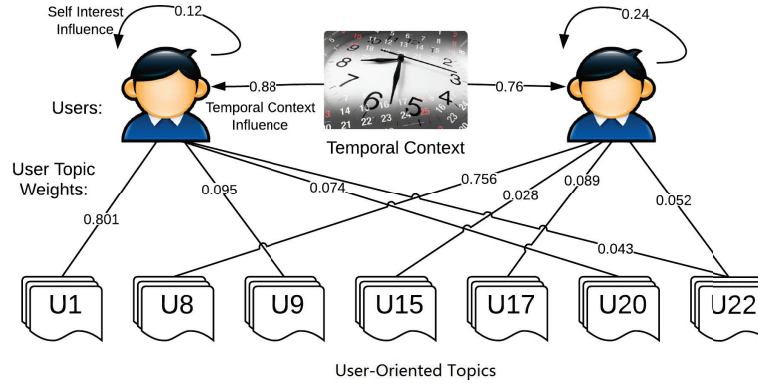 Self Interest
Influence
0.12
0.24
0.88
0.76
Users:
Temporal Context
Influence
Temporal Context
User Topic
Weights:
0.801
0.095
0.074
0.756
0.028
0.089
0.052
0.043
U1
U8
U9
U15
U17
U20
U22
User-Oriented Topics